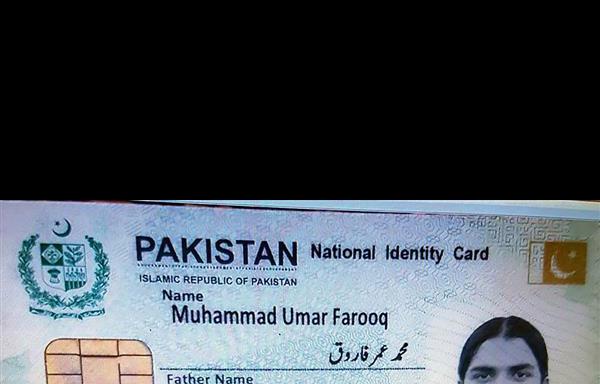 PAKISTAN National Identity Card
ISLAMIC REPUBLIC OF PAKISTAN
Name
Muhammad Umar Farooq
محمد عمر فاروق
Father Name